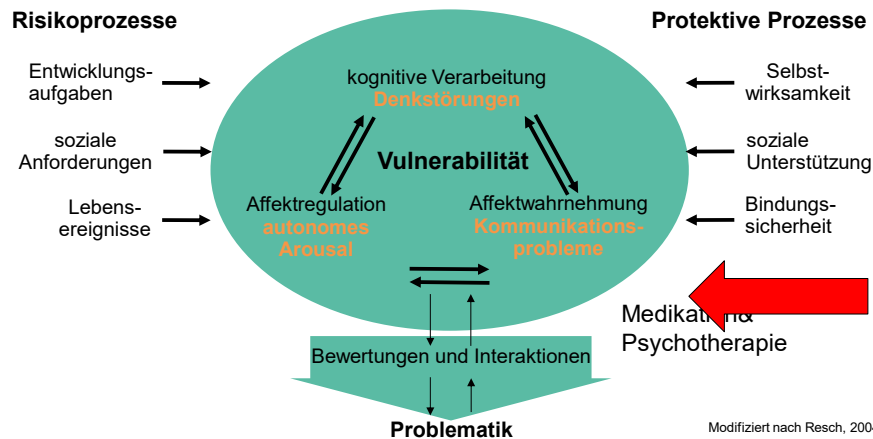 Risikoprozesse
Protektive Prozesse
Entwicklungs-
aufgaben
soziale
Anforderungen
Lebens-
ereignisse
kognitive Verarbeitung
Denkstörungen
Vulnerabilität
Affektregulation
autonomes
Arousal
Affektwahrnehmung
Kommunikations-
probleme
Selbst-
wirksamkeit
soziale
Unterstützung
Bindungs-
sicherheit
&
Psychotherapie
Bewertungen und Interaktionen
Problematik
Modifiziert nach Resch,